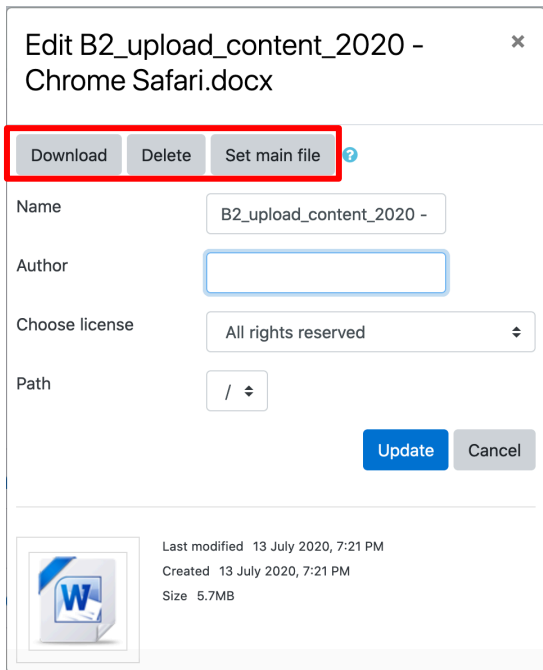 Edit B2_upload_content_2020 -
Chrome Safari.docx
×
Download Delete Set main file ?
Name B2_upload_content_2020 -
Author
Choose license All rights reserved
Path /
Update Cancel
Last modified 13 July 2020, 7:21 PM
Created 13 July 2020, 7:21 PM
Size 5.7MB
W